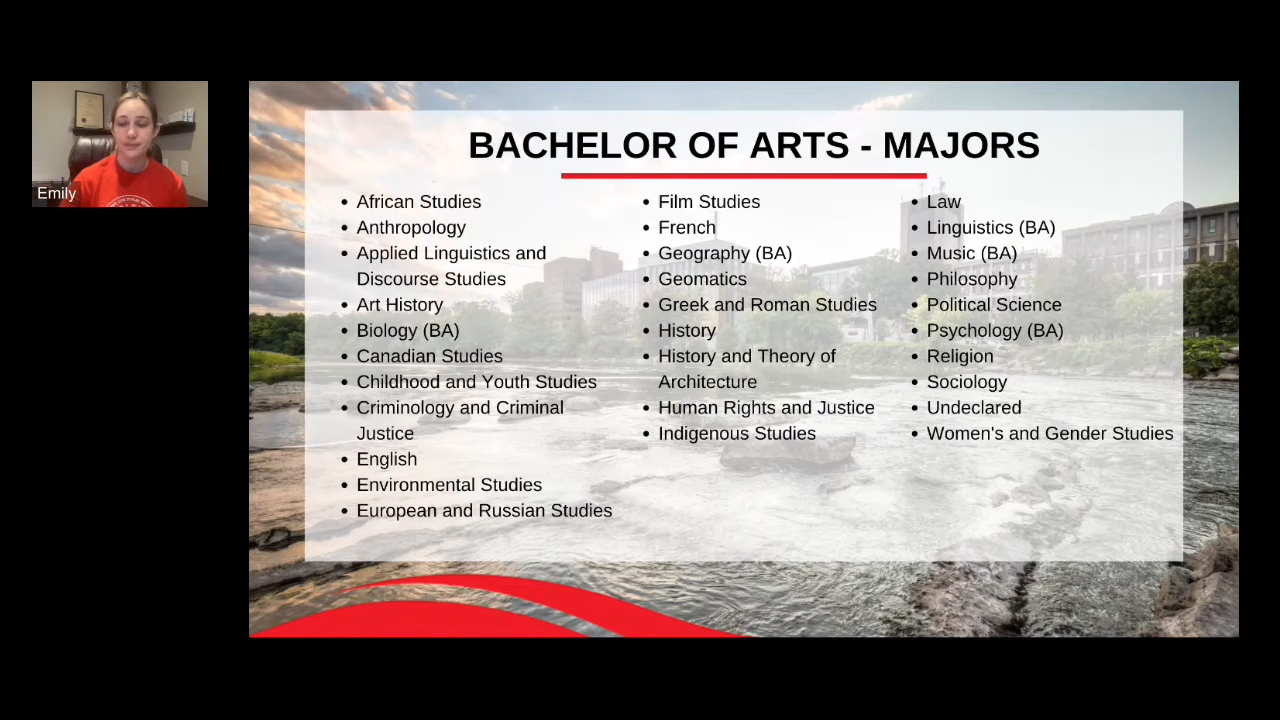 Emily
BACHELOR OF ARTS - MAJORS
• African Studies
• Anthropology
• Applied Linguistics and
Discourse Studies
• Art History
• Biology (BA)
• Canadian Studies
• Childhood and Youth Studies
• Criminology and Criminal
Justice
• English
• Environmental Studies
• European and Russian Studies
• Film Studies
• French
• Geography (BA)
• Geomatics
• Greek and Roman Studies
• History
• History and Theory of
Architecture
• Human Rights and Justice
• Indigenous Studies
• Law
• Linguistics (BA)
• Music (BA)
• Philosophy
• Political Science
• Psychology (BA)
• Religion
• Sociology
• Undeclared
• Women's and Gender Studies